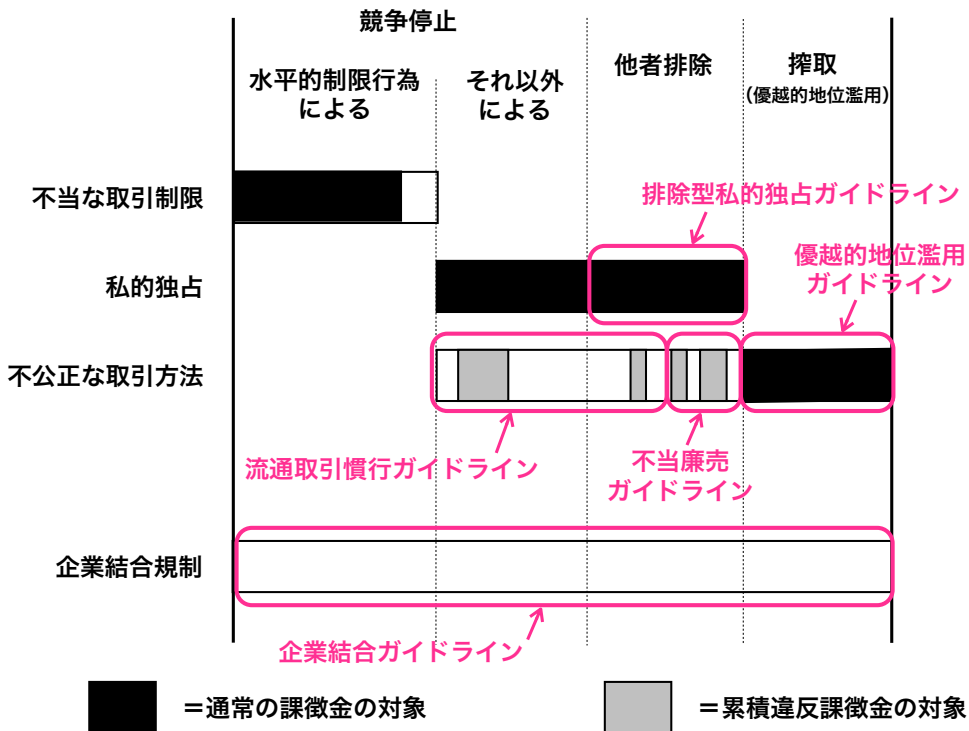 競争停止
水平的制限行為
による
それ以外
による
他者排除
搾取
(優越的地位濫用)
不当な取引制限
排除型私的独占ガイドライン
優越的地位濫用
ガイドライン
私的独占
不公正な取引方法
流通取引慣行ガイドライン
不当廉売
ガイドライン
企業結合規制
企業結合ガイドライン
＝通常の課徴金の対象
＝累積違反課徴金の対象